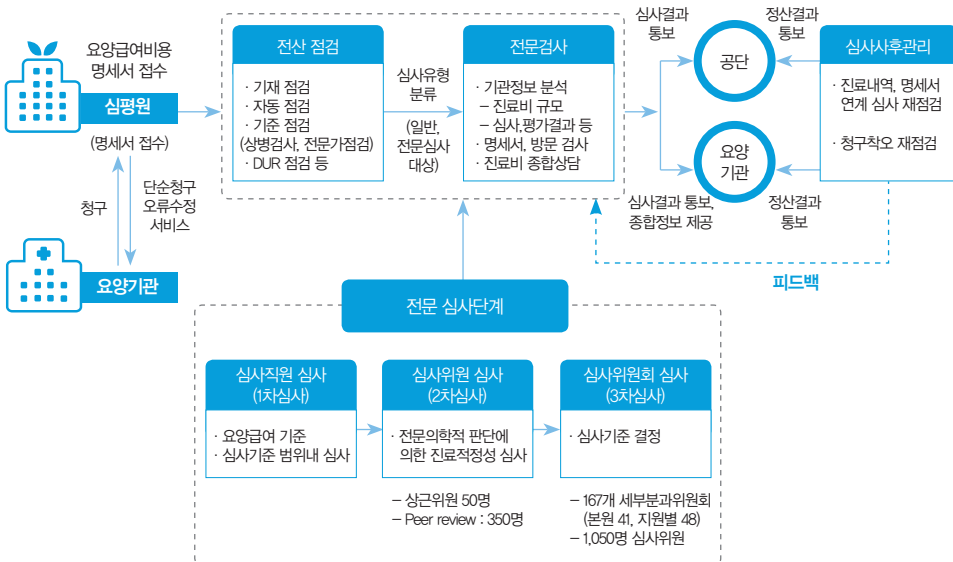 요양급여비용
명세서 접수
심평원
(명세서 접수)
청구
단순청구
오류수정
서비스
요양기관
전산 점검
· 기재 점검
· 자동 점검
· 기준 점검
(상병검사, 전문가점검)
· DUR 점검 등
심사유형
분류
(일반,
전문심사
대상)
전문검사
· 기관정보 분석
– 진료비 규모
– 심사,평가결과 등
· 명세서, 방문 검사
· 진료비 종합상담
심사결과
통보
정산결과
통보
공단
요양
기관
심사결과 통보,
종합정보 제공
정산결과
통보
심사사후관리
· 진료내역, 명세서
연계 심사 재점검
· 청구착오 재점검
피드백
전문 심사단계
심사직원 심사
(1차심사)
· 요양급여 기준
· 심사기준 범위내 심사
심사위원 심사
(2차심사)
· 전문의학적 판단에
의한 진료적정성 심사
– 상근위원 50명
– Peer review : 350명
심사위원회 심사
(3차심사)
· 심사기준 결정
– 167개 세부분과위원회
(본원 41, 지원별 48)
– 1,050명 심사위원